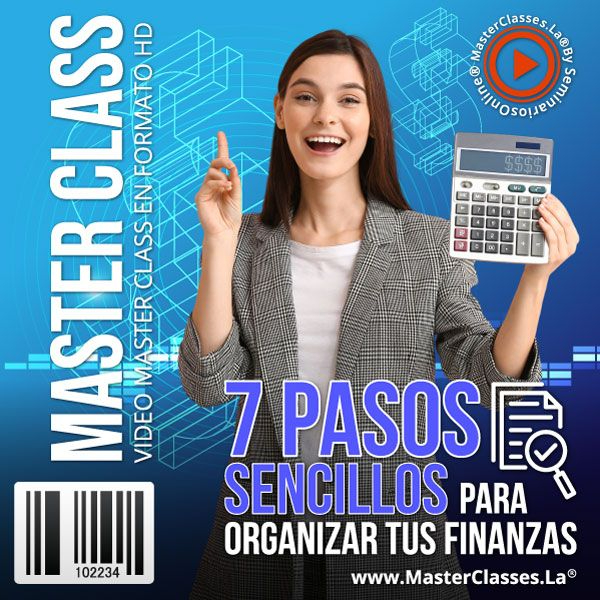 MASTER CLASS
VIDEO MASTER CLASS EN FORMATO HD
MasterClasses.La® By SeminariosOnline®
$$$$
7 PASOS
SENCILLOS PARA
ORGANIZAR TUS FINANZAS
102234
www.MasterClasses.La®